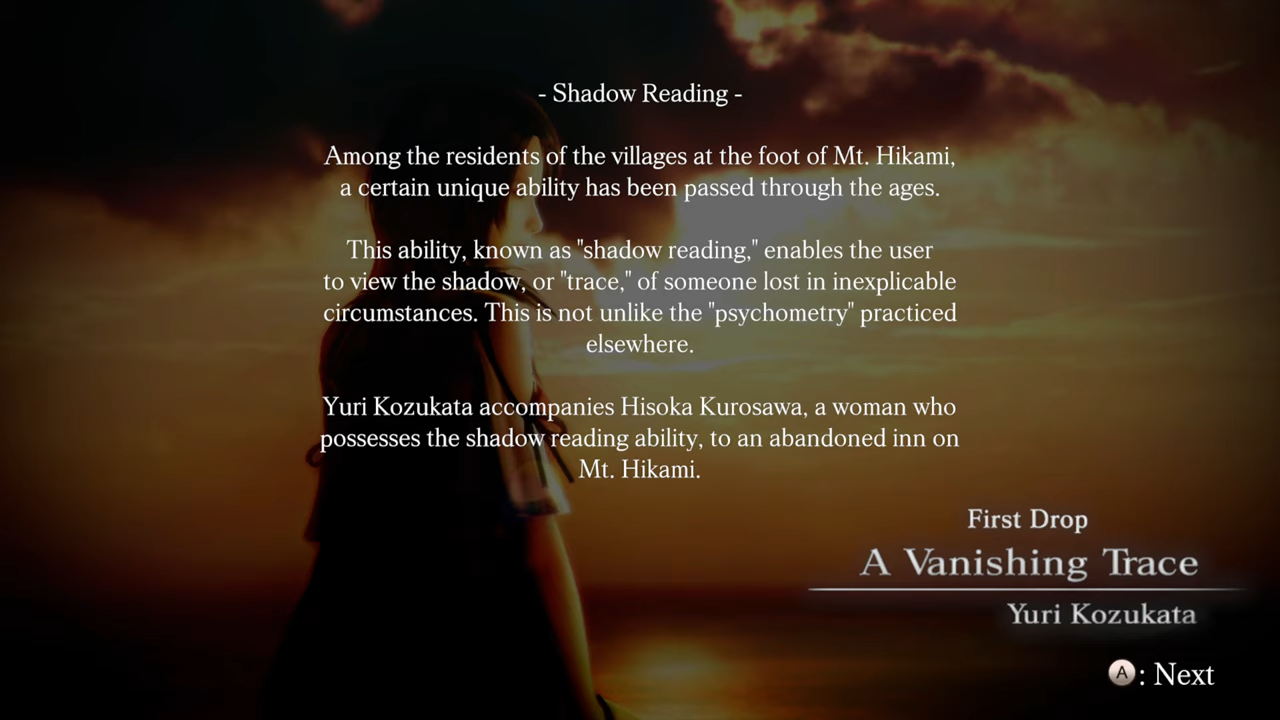 - Shadow Reading -
Among the residents of the villages at the foot of Mt. Hikami,
a certain unique ability has been passed through the ages.
This ability, known as "shadow reading," enables the user
to view the shadow, or "trace," of someone lost in inexplicable
circumstances. This is not unlike the "psychometry" practiced
elsewhere.
Yuri Kozukata accompanies Hisoka Kurosawa, a woman who
possesses the shadow reading ability, to an abandoned inn on
Mt. Hikami.
First Drop
A Vanishing Trace
Yuri Kozukata
A: Next